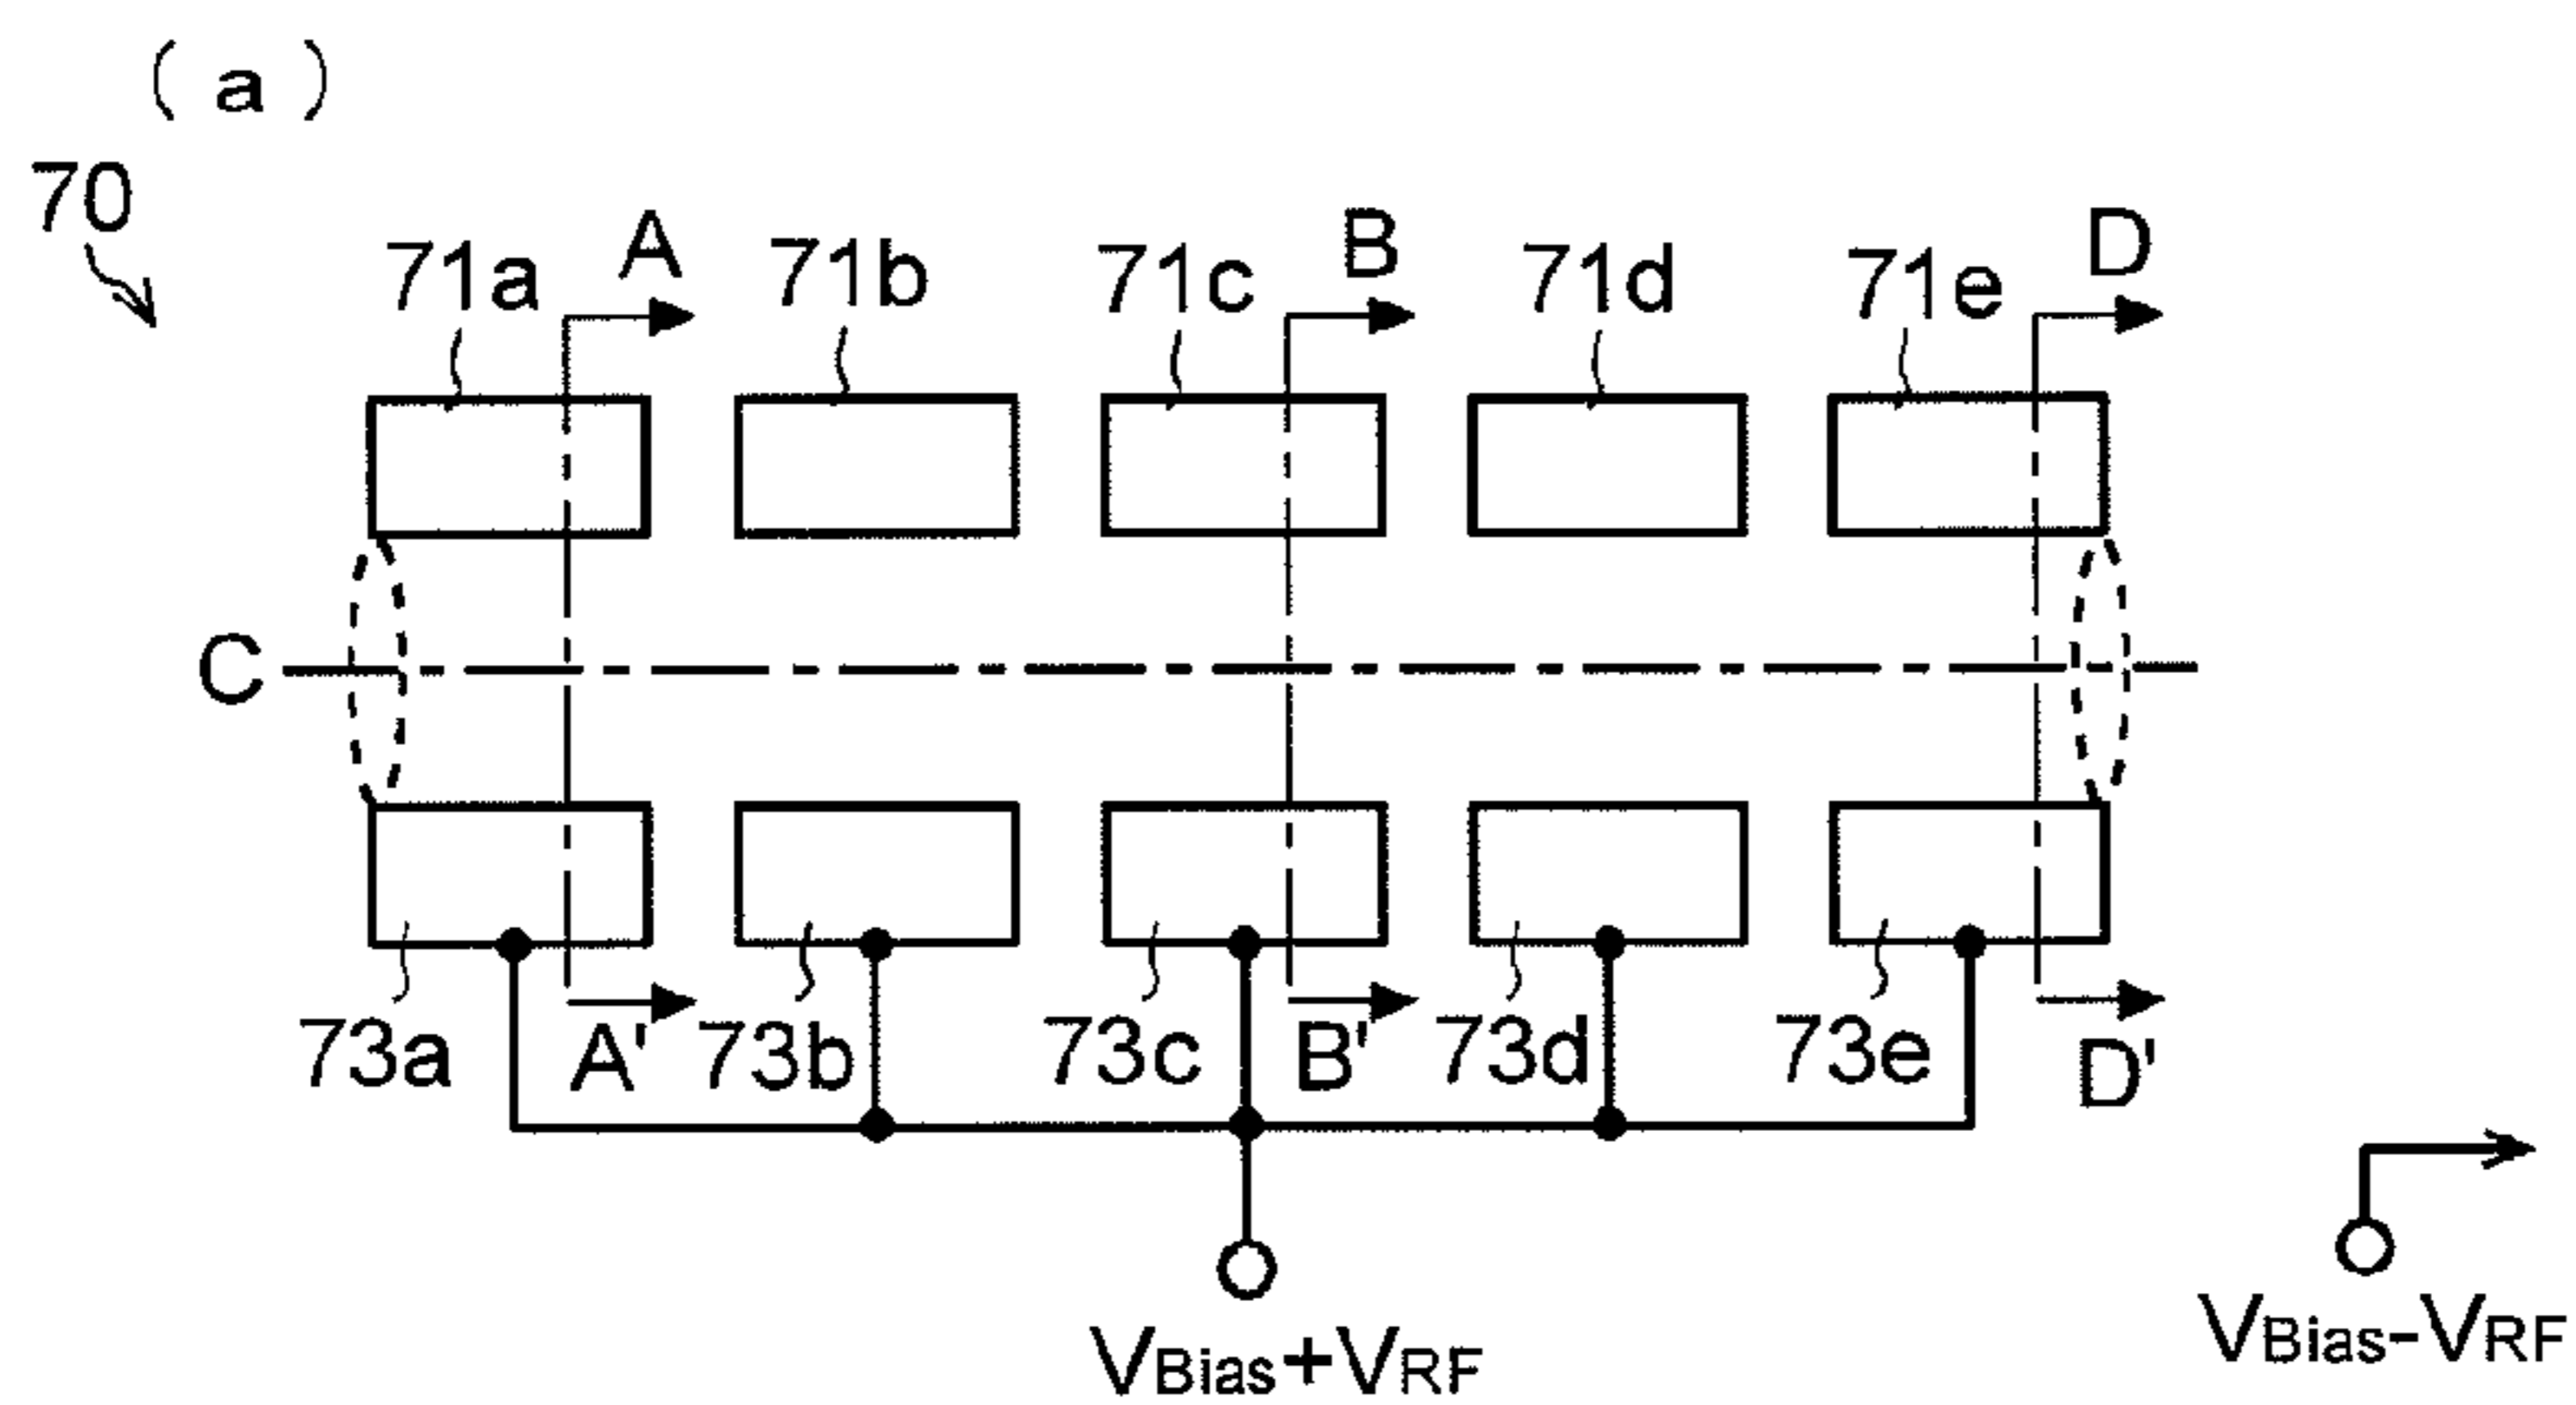 (a)
70
71a
A
71b
71c
B
71d
71e
D
C
73a
A'
73b
73c
B'
73d
73e
D'
VBias+VRF
VBias-VRF